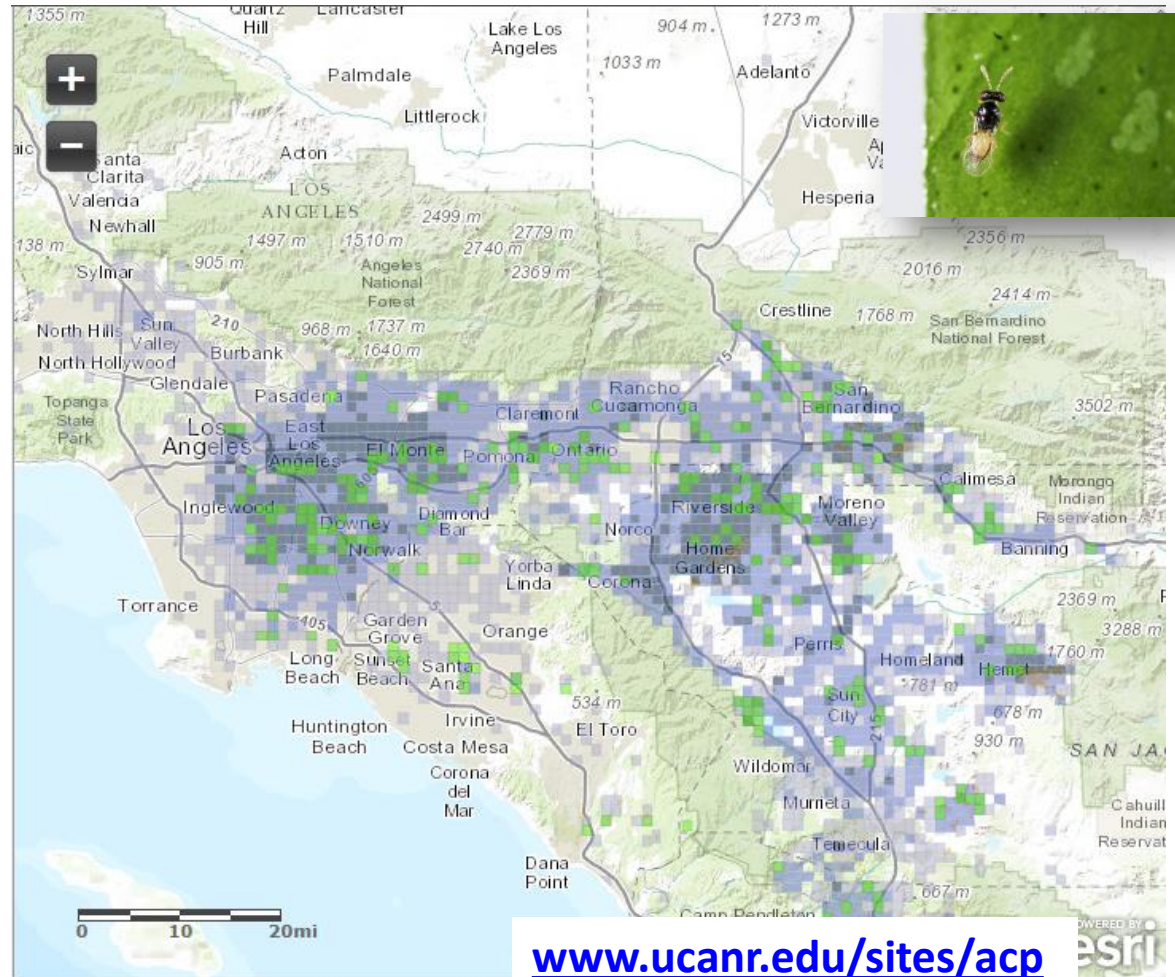 1355 m
Quartz
Hill
Lancaster
Lake Los
Angeles
904 m
1273 m
1033 m
Palmdale
Adelanto
Littlerock
Victorville
+
−
Acton
Santa
Clarita
Valencia
Newhall
LOS
ANGELES
Hesperia
138 m
2499 m
2779 m
1497 m
1510 m
2740 m
2369 m
905 m
Angeles
National
Forest
2356 m
2016 m
2414 m
Sylmar
Crestline
1768 m
San Bernardino
National Forest
North Hills
Sun
Valley
210
968 m
1737 m
1640 m
North Hollywood
Burbank
15
Glendale
Pasadena
Rancho
Cucamonga
San
Bernardino
3502 m
Topanga
State
Park
Claremont
Los
Angeles
East
Los
Angeles
El Monte
Pomona
Ontario
60
Calimesa
Morongo
Indian
Reservation
Inglewood
Downey
Diamond
Bar
Riverside
Moreno
Valley
Norco
Norwalk
Home
Gardens
Banning
Yorba
Linda
Corona
Torrance
2369 m
405
Garden
Grove
5
Orange
3288 m
Perris
1760 m
Long
Beach
Sunset
Beach
Santa
Ana
Homeland
Hemet
781 m
534 m
Sun
City
678 m
Huntington
Beach
Irvine
El Toro
215
930 m
Costa Mesa
SAN JA
Wildomar
Corona
del
Mar
Murrieta
Cahuill
Indian
Reservat
Temecula
Dana
Point
667 m
Camp Pendleton
0 10 20mi
POWERED BY
esri
www.ucanr.edu/sites/acp